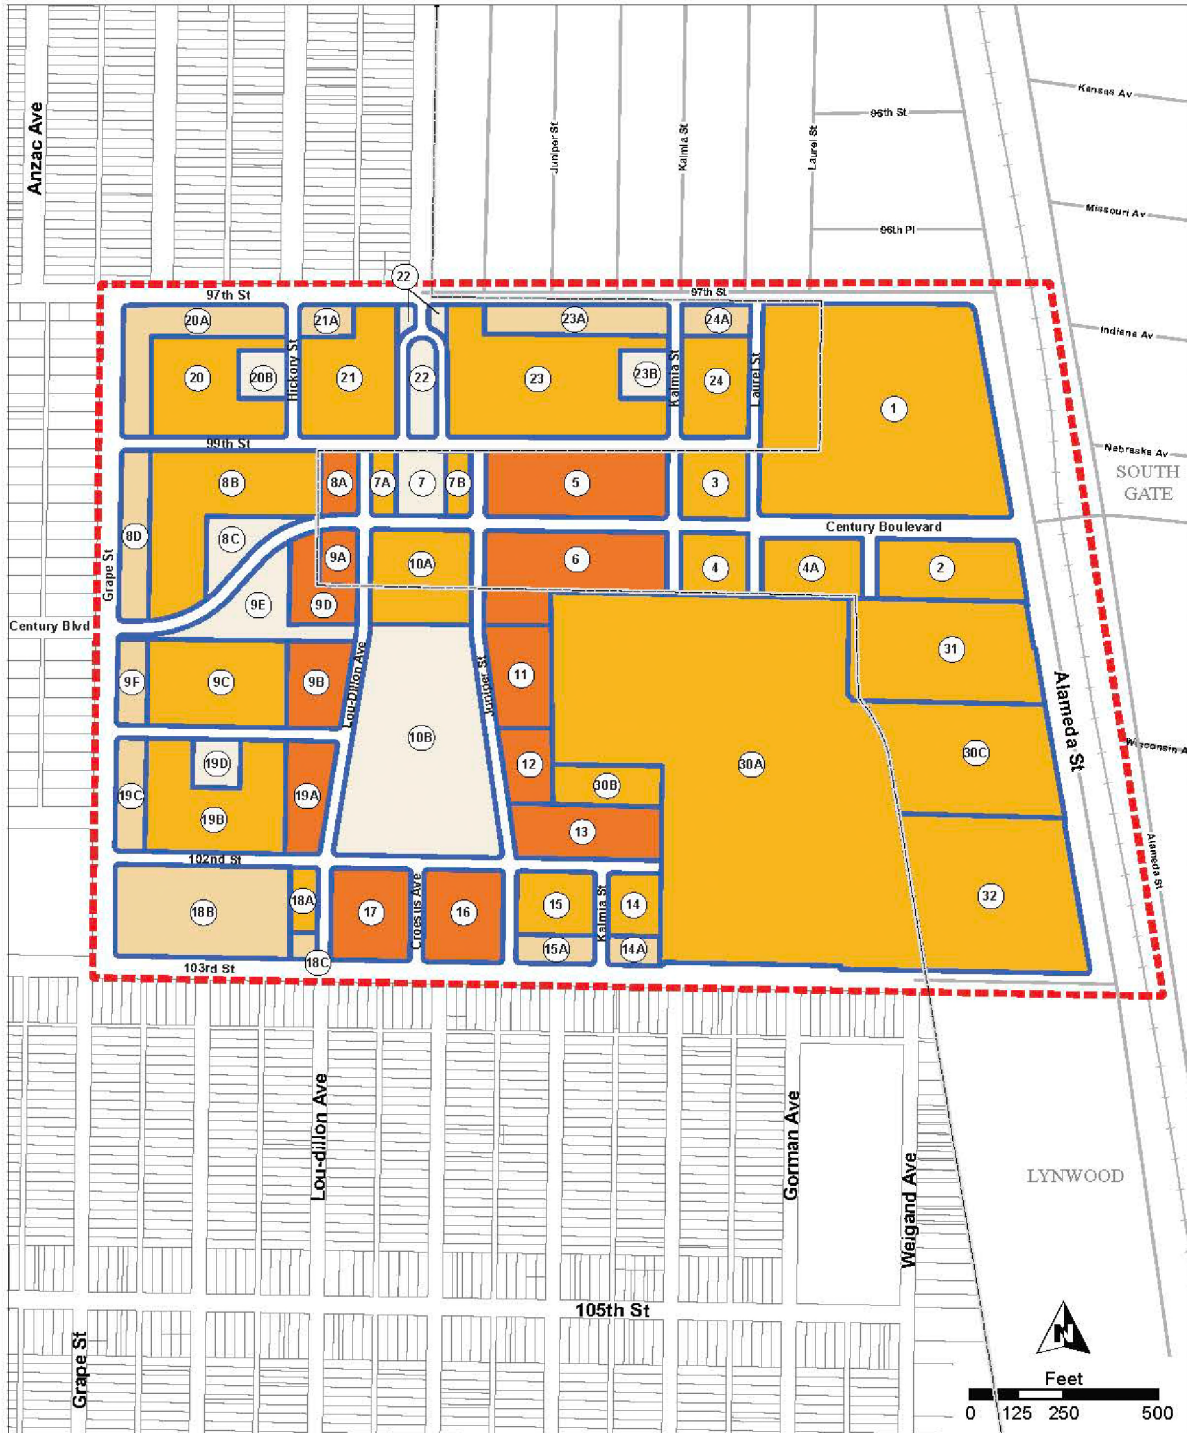 Anzac Ave
Juniper St
Kalmia St
Laurel St
96th St
96th Pl
Kansas Av
Missouri Av
Indiana Av
Nebraska Av
SOUTH
GATE
22
97th St
97th St
20A
21A
23A
24A
20
20B
Hickory St
21
22
23
23B
Kalmia St
24
Laurel St
1
99th St
8B
8A
7A
7
7B
5
3
8D
8C
Century Boulevard
9A
10A
6
4
4A
2
Grape St
9E
9D
Century Blvd
31
9F
9C
9B
Lou-Dillon Ave
Juniper St
11
Alameda St
10B
19D
12
30A
30C
Wisconsin A
19C
19A
30B
19B
13
102nd St
Alameda St
18A
18B
17
Croesus Ave
16
15
Kalmia St
14
32
15A
14A
18C
103rd St
Lou-dillon Ave
Gorman Ave
Weigand Ave
LYNWOOD
105th St
Grape St
N
Feet
0 125 250 500